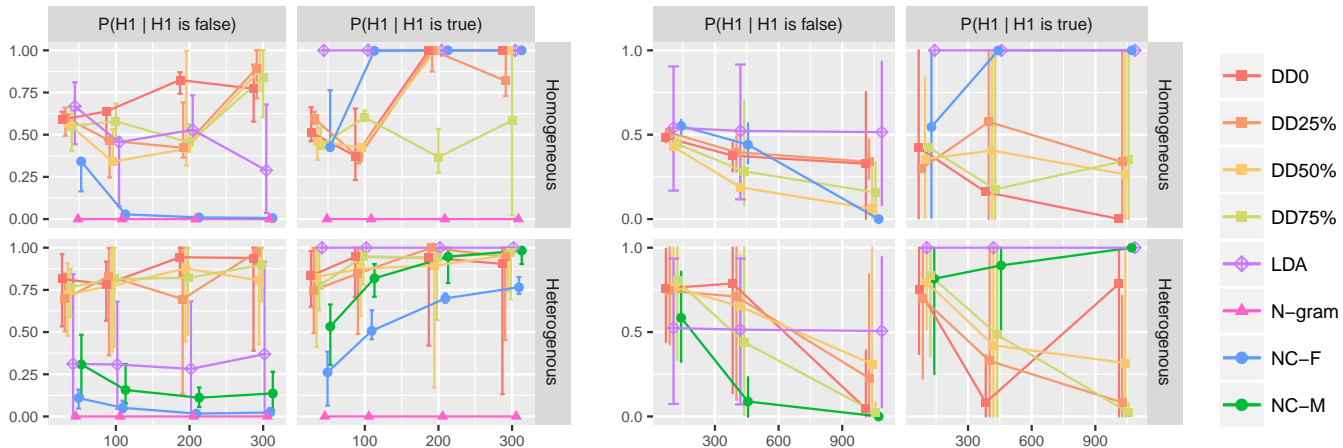 P(H1 | H1 is false)
P(H1 | H1 is true)
P(H1 | H1 is false)
P(H1 | H1 is true)
1.00
0.75
0.50
0.25
0.00
Homogeneous
1.00
0.5
0.0
Homogeneous
1.00
0.75
0.50
0.25
0.00
Heterogenous
1.00
0.5
0.0
Heterogenous
100
200
300
100
200
300
300
600
900
300
600
900
DD0
DD25%
DD50%
DD75%
LDA
N−gram
NC−F
NC−M